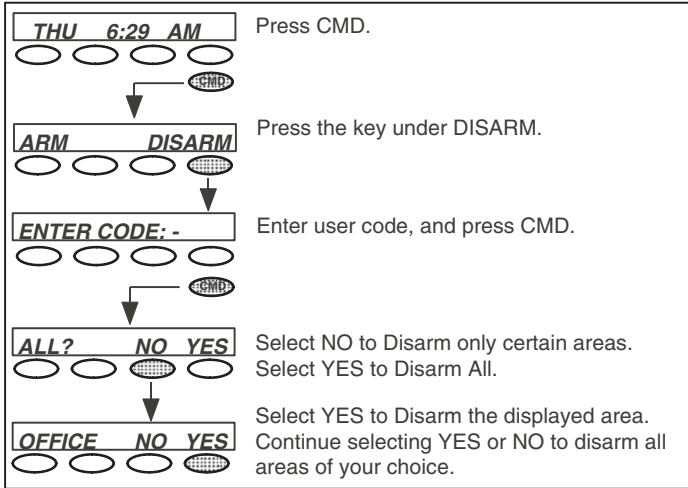 THU 6:29 AM
Press CMD.
CMD
ARM DISARM
Press the key under DISARM.
ENTER CODE: -
Enter user code, and press CMD.
CMD
ALL? NO YES
Select NO to Disarm only certain areas.
Select YES to Disarm All.
OFFICE NO YES
Select YES to Disarm the displayed area.
Continue selecting YES or NO to disarm all
areas of your choice.